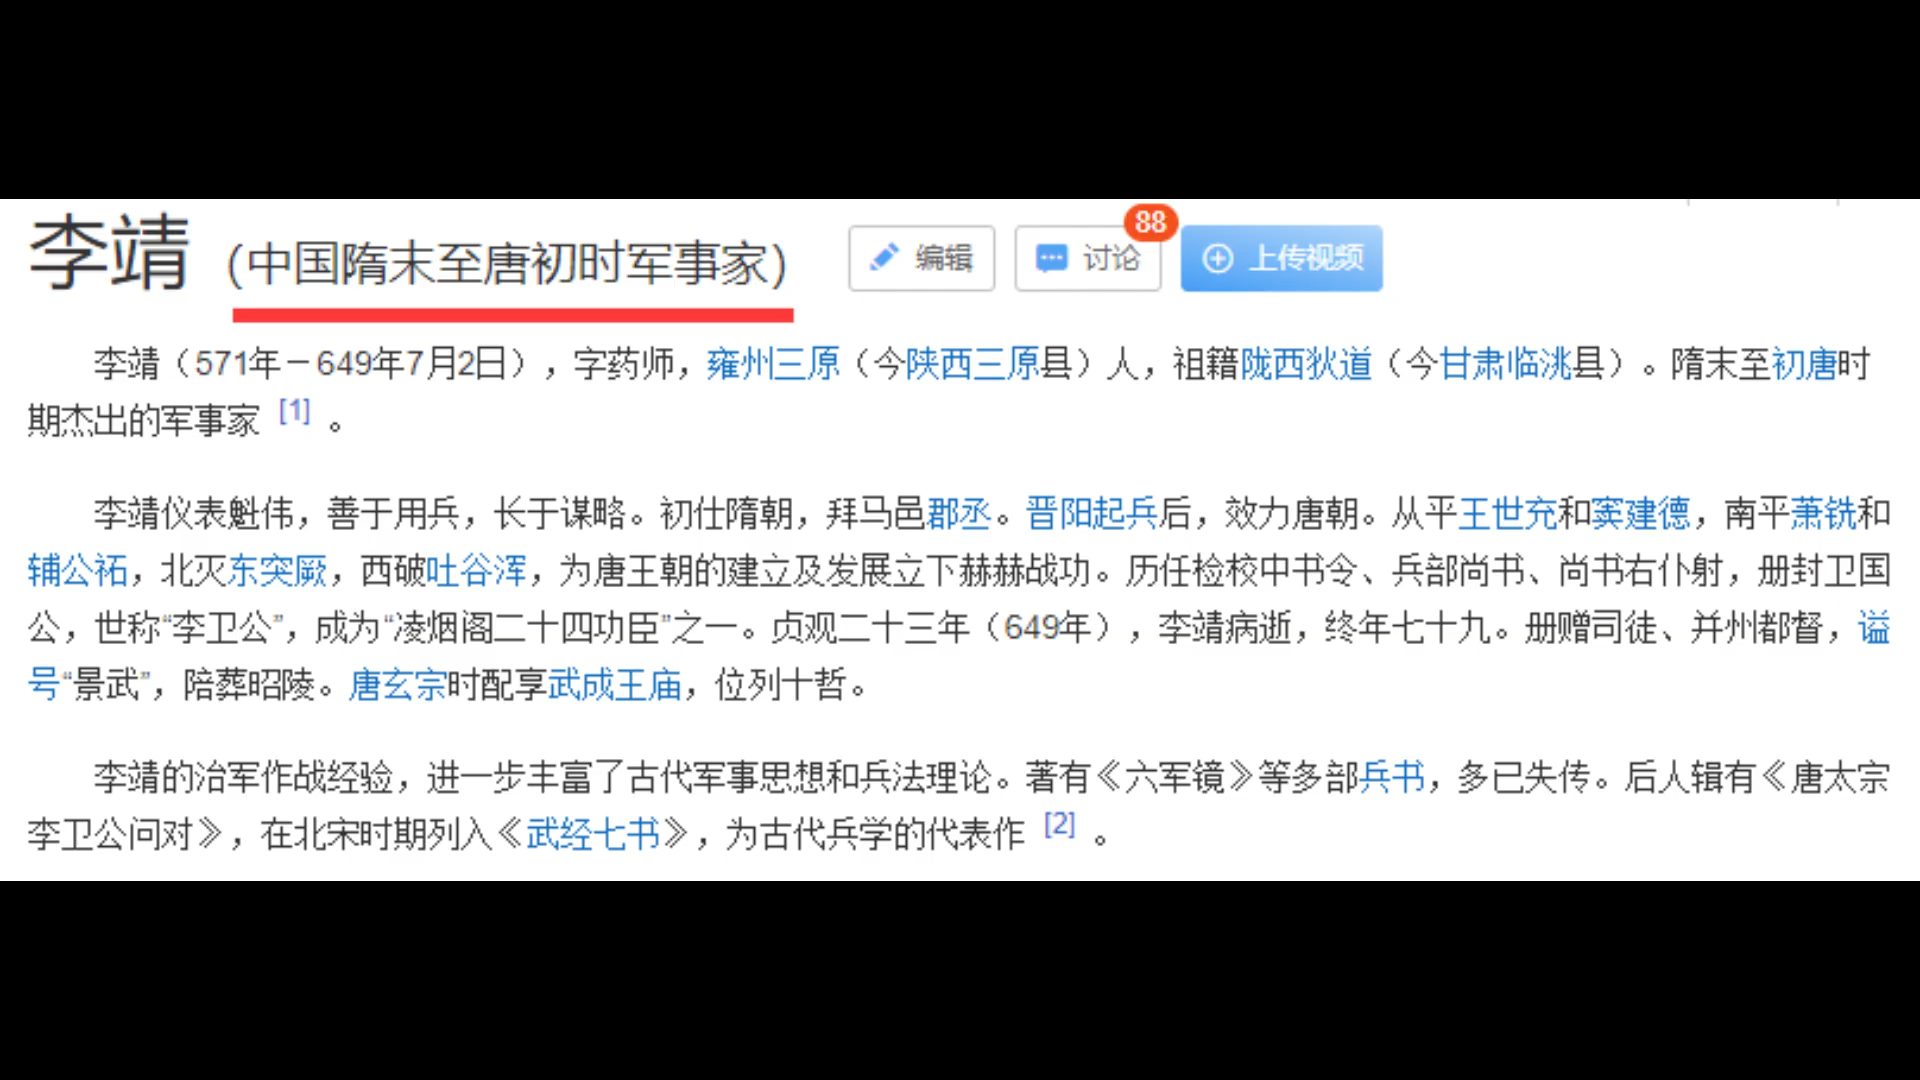 李靖 (中国隋末至唐初时军事家) 编辑 讨论 88 上传视频
李靖（571年－649年7月2日），字药师，雍州三原（今陕西三原县）人，祖籍陇西狄道（今甘肃临洮县）。隋末至初唐时
期杰出的军事家 [1] 。
李靖仪表魁伟，善于用兵，长于谋略。初仕隋朝，拜马邑郡丞。晋阳起兵后，效力唐朝。从平王世充和窦建德，南平萧铣和
辅公祏，北灭东突厥，西破吐谷浑，为唐王朝的建立及发展立下赫赫战功。历任检校中书令、兵部尚书、尚书右仆射，册封卫国
公，世称“李卫公”，成为“凌烟阁二十四功臣”之一。贞观二十三年（649年），李靖病逝，终年七十九。册赠司徒、并州都督，谥
号“景武”，陪葬昭陵。唐玄宗时配享武成王庙，位列十哲。
李靖的治军作战经验，进一步丰富了古代军事思想和兵法理论。著有《六军镜》等多部兵书，多已失传。后人辑有《唐太宗
李卫公问对》，在北宋时期列入《武经七书》，为古代兵学的代表作 [2] 。